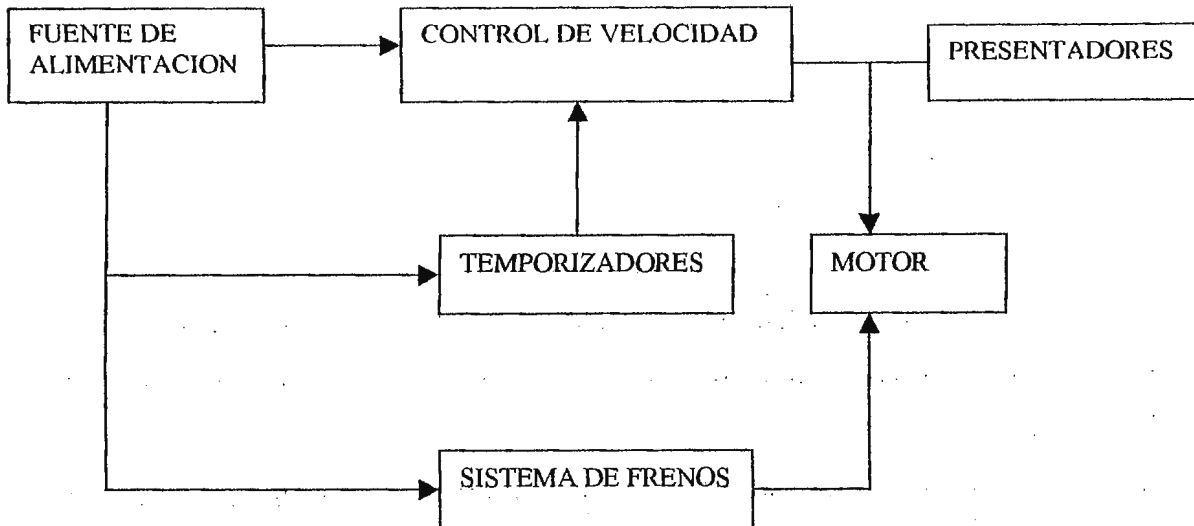 FUENTE DE
ALIMENTACION
CONTROL DE VELOCIDAD
PRESENTADORES
TEMPORIZADORES
MOTOR
SISTEMA DE FRENOS